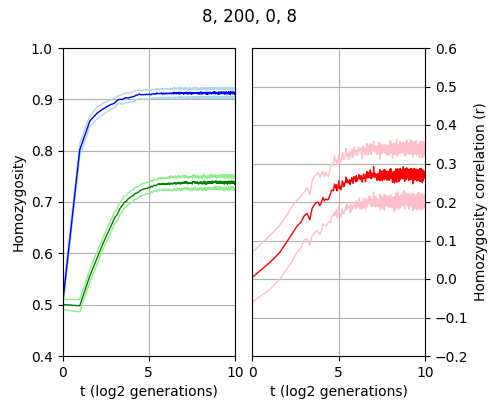 8, 200, 0, 8
1.0
0.9
0.8
0.7
0.6
0.5
0.4
Homozygosity
0 5 10
t (log2 generations)
0.6
0.5
0.4
0.3
0.2
0.1
0.0
−0.1
−0.2
Homozygosity correlation (r)
0 5 10
t (log2 generations)